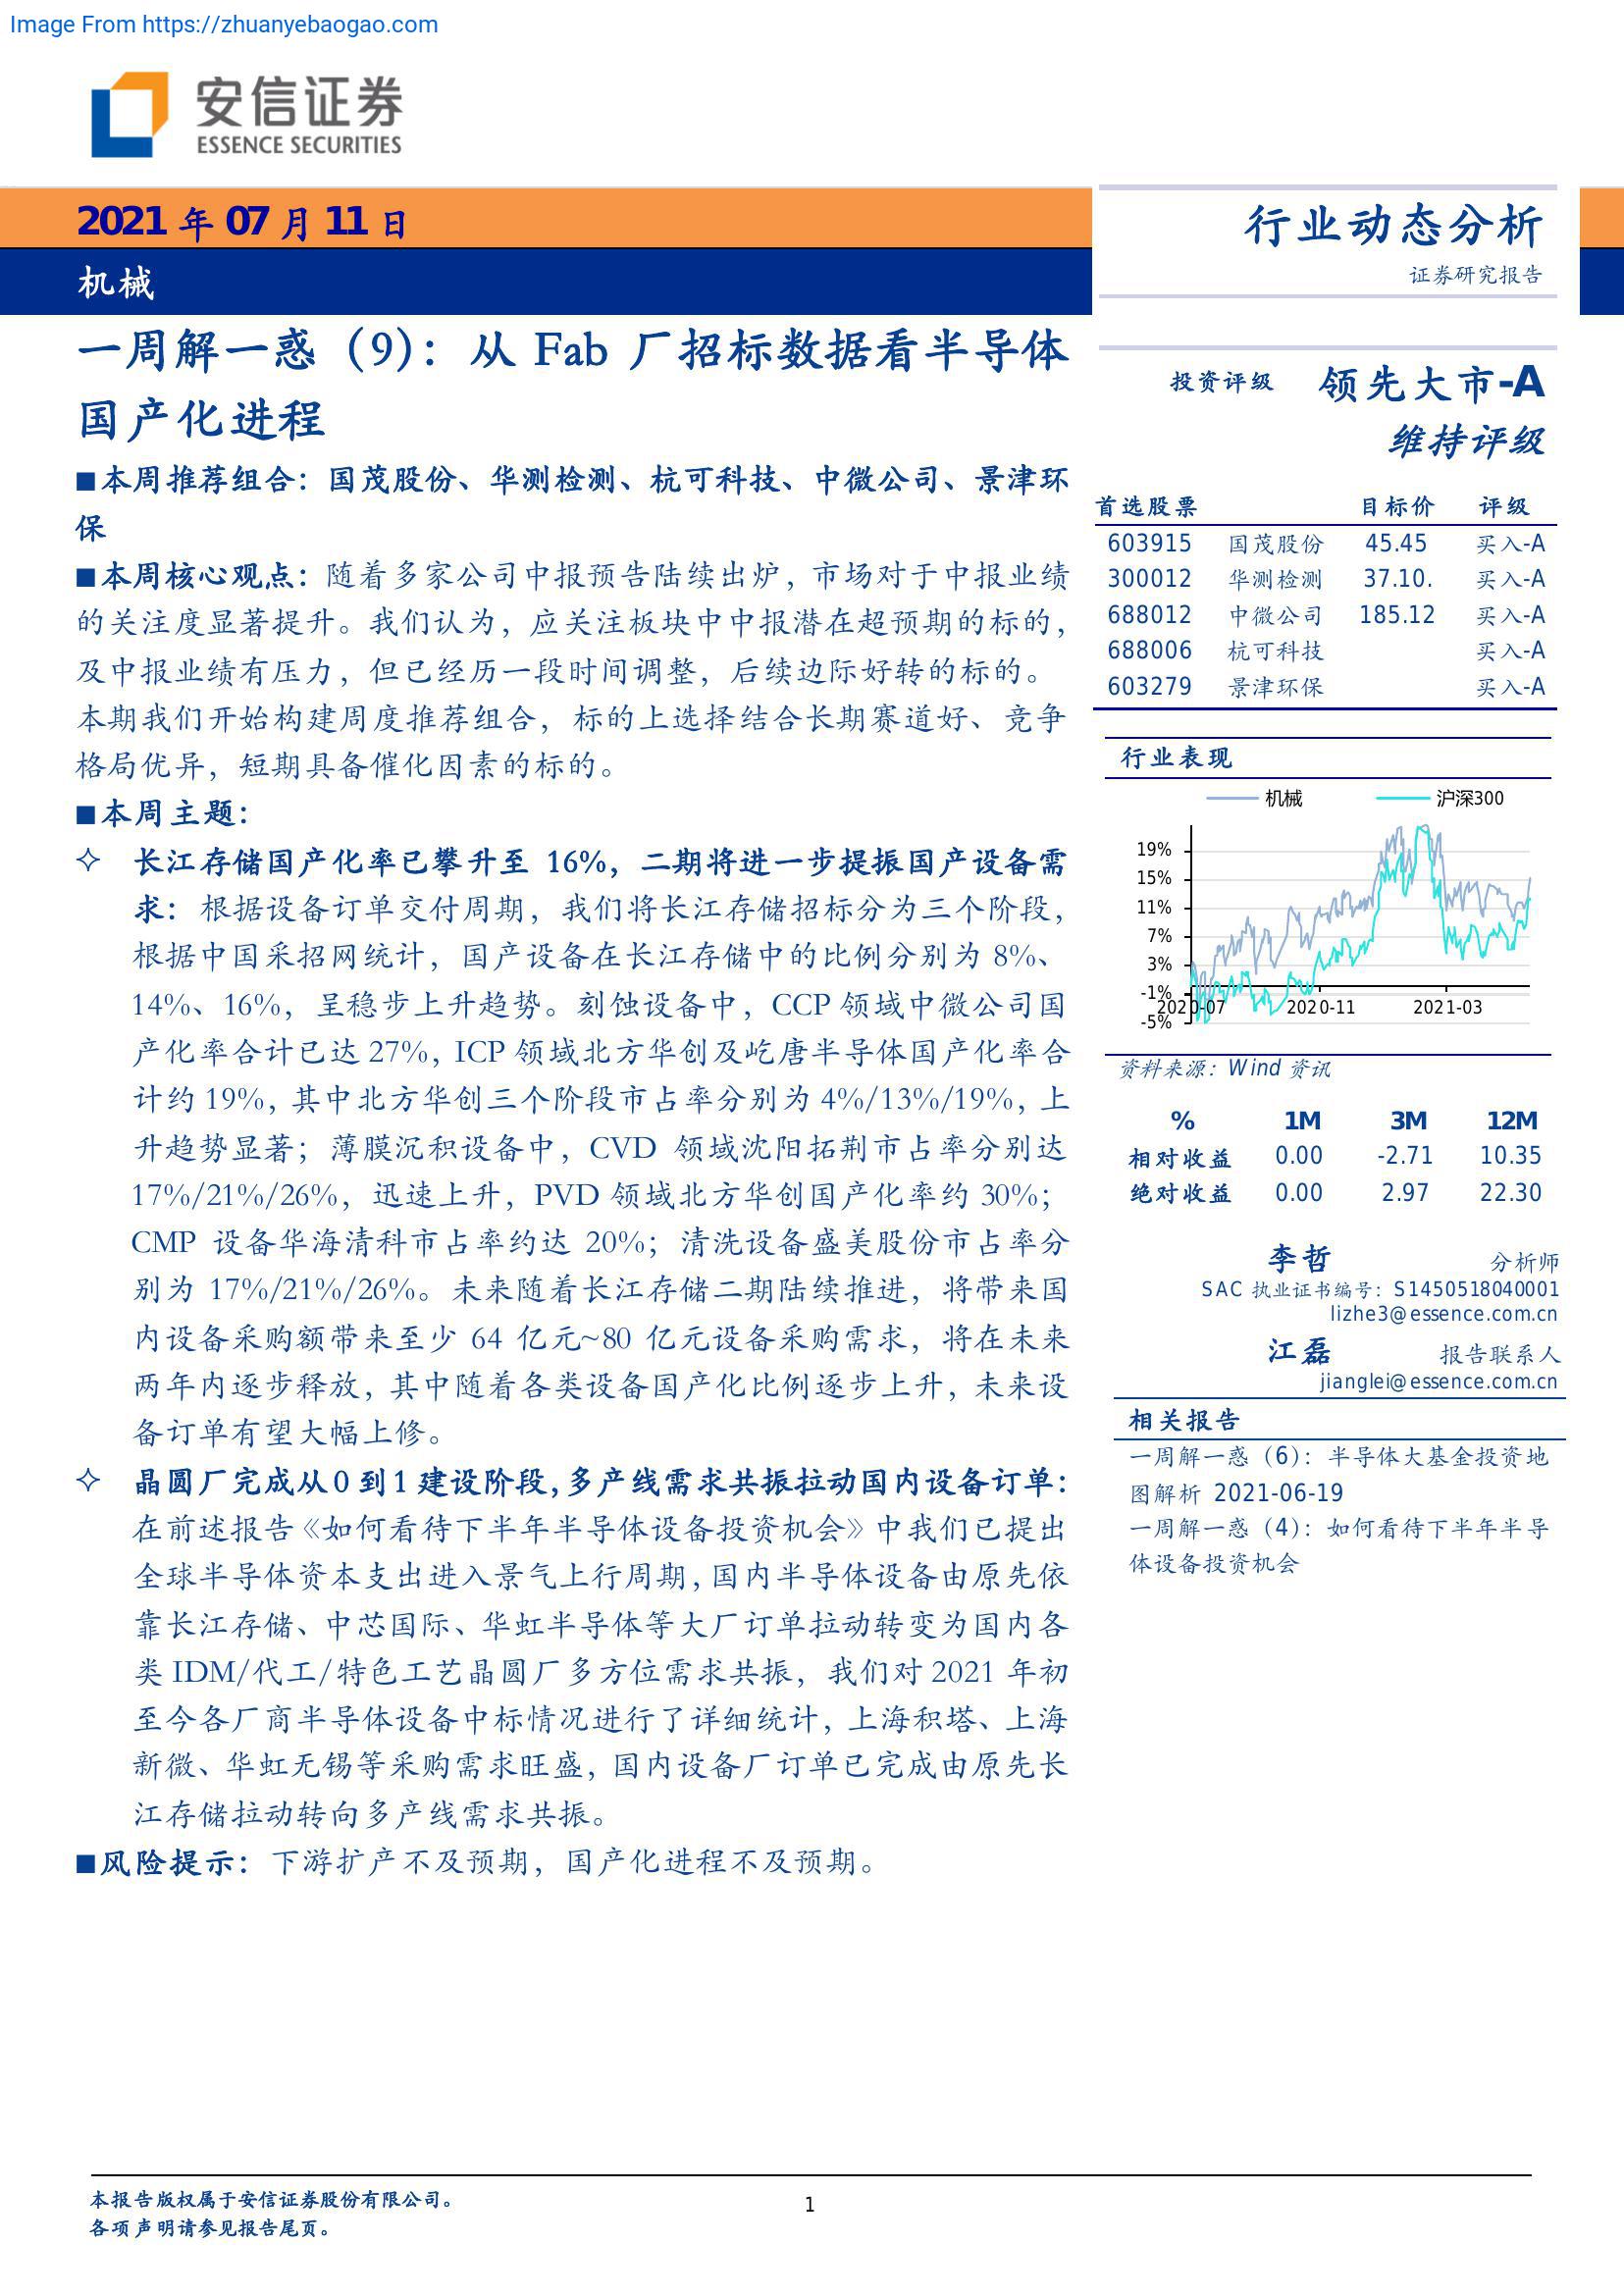 Image From https://zhuanyebaogao.com
安信证券
ESSENCE SECURITIES
2021 年 07 月 11 日
机械
一周解一惑（9）：从 Fab 厂招标数据看半导体
国产化进程
■本周推荐组合：国茂股份、华测检测、杭可科技、中微公司、景津环
保
■本周核心观点：随着多家公司中报预告陆续出炉，市场对于中报业绩
的关注度显著提升。我们认为，应关注板块中中报潜在超预期的标的，
及中报业绩有压力，但已经历一段时间调整，后续边际好转的标的。
本期我们开始构建周度推荐组合，标的上选择结合长期赛道好、竞争
格局优异，短期具备催化因素的标的。
■本周主题：
✧ 长江存储国产化率已攀升至 16%，二期将进一步提振国产设备需
求：根据设备订单交付周期，我们将长江存储招标分为三个阶段，
根据中国采招网统计，国产设备在长江存储中的比例分别为 8%、
14%、16%，呈稳步上升趋势。刻蚀设备中，CCP 领域中微公司国
产化率合计已达 27%，ICP 领域北方华创及屹唐半导体国产化率合
计约 19%，其中北方华创三个阶段市占率分别为 4%/13%/19%，上
升趋势显著；薄膜沉积设备中，CVD 领域沈阳拓荆市占率分别达
17%/21%/26%，迅速上升，PVD 领域北方华创国产化率约 30%；
CMP 设备华海清科市占率约达 20%；清洗设备盛美股份市占率分
别为 17%/21%/26%。未来随着长江存储二期陆续推进，将带来国
内设备采购额带来至少 64 亿元~80 亿元设备采购需求，将在未来
两年内逐步释放，其中随着各类设备国产化比例逐步上升，未来设
备订单有望大幅上修。
✧ 晶圆厂完成从 0 到 1 建设阶段，多产线需求共振拉动国内设备订单：
在前述报告《如何看待下半年半导体设备投资机会》中我们已提出
全球半导体资本支出进入景气上行周期，国内半导体设备由原先依
靠长江存储、中芯国际、华虹半导体等大厂订单拉动转变为国内各
类 IDM/代工/特色工艺晶圆厂多方位需求共振，我们对 2021 年初
至今各厂商半导体设备中标情况进行了详细统计，上海积塔、上海
新微、华虹无锡等采购需求旺盛，国内设备厂订单已完成由原先长
江存储拉动转向多产线需求共振。
■风险提示：下游扩产不及预期，国产化进程不及预期。
行业动态分析
证券研究报告
投资评级 领先大市-A
维持评级
首选股票 目标价 评级
603915 国茂股份 45.45 买入-A
300012 华测检测 37.10. 买入-A
688012 中微公司 185.12 买入-A
688006 杭可科技 买入-A
603279 景津环保 买入-A
行业表现
机械 沪深300
19%
15%
11%
7%
3%
-1%
2020-07 2020-11 2021-03
-5%
资料来源：Wind 资讯
% 1M 3M 12M
相对收益 0.00 -2.71 10.35
绝对收益 0.00 2.97 22.30
李哲 分析师
SAC 执业证书编号：S1450518040001
lizhe3@essence.com.cn
江磊 报告联系人
jianglei@essence.com.cn
相关报告
一周解一惑（6）：半导体大基金投资地
图解析 2021-06-19
一周解一惑（4）：如何看待下半年半导
体设备投资机会
本报告版权属于安信证券股份有限公司。
各项声明请参见报告尾页。
1